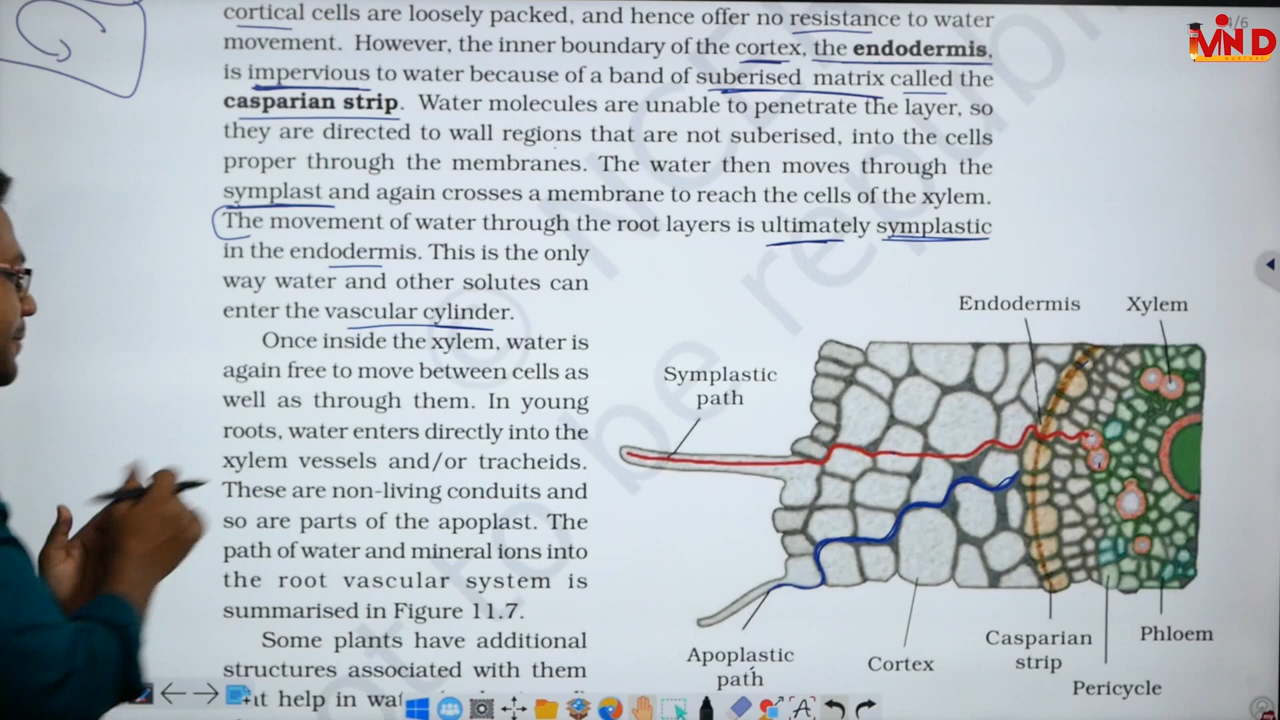 cortical cells are loosely packed, and hence offer no resistance to water
movement. However, the inner boundary of the cortex, the endodermis,
is impervious to water because of a band of suberised matrix called the
casparian strip. Water molecules are unable to penetrate the layer, so
they are directed to wall regions that are not suberised, into the cells
proper through the membranes. The water then moves through the
symplast and again crosses a membrane to reach the cells of the xylem.
The movement of water through the root layers is ultimately symplastic
in the endodermis. This is the only
way water and other solutes can
enter the vascular cylinder.
Once inside the xylem, water is
again free to move between cells as
well as through them. In young
roots, water enters directly into the
xylem vessels and/or tracheids.
These are non-living conduits and
so are parts of the apoplast. The
path of water and mineral ions into
the root vascular system is
summarised in Figure 11.7.
Some plants have additional
structures associated with them
help in
Endodermis
Xylem
Symplastic
path
Apoplastic
path
Cortex
Casparian
strip
Pericycle
Phloem
© NCERT
not to be republi
4/6
MIND
NURTURE